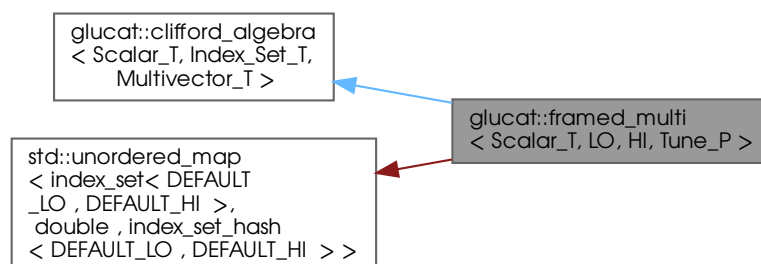 glucat::clifford_algebra
< Scalar_T, Index_Set_T,
Multivector_T >
glucat::framed_multi
< Scalar_T, LO, HI, Tune_P >
std::unordered_map
< index_set< DEFAULT
_LO , DEFAULT_HI >,
double , index_set_hash
< DEFAULT_LO , DEFAULT_HI > >